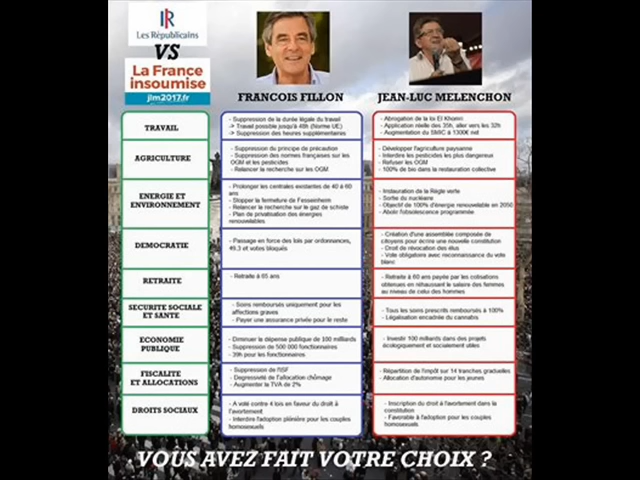 Les Républicains
VS
La France
insoumise
jlm2017.fr
FRANCOIS FILLON
JEAN-LUC MELENCHON
TRAVAIL
- Suppression de la durée légale du travail
-> Travail possible jusqu'à 48h (Norme UE)
-> Suppression des heures supplémentaires
- Abrogation de la loi El Khomri
- Application réelle des 35h, aller vers les 32h
- Augmentation du SMIC à 1300€ net
AGRICULTURE
- Suppression du principe de précaution
- Suppression des normes françaises sur les
OGM et les pesticides
- Relancer la recherche sur les OGM
- Développer l'agriculture paysanne
- Interdire les pesticides les plus dangereux
- Refuser les OGM
- 100% de bio dans la restauration collective
ENERGIE ET
ENVIRONNEMENT
- Prolonger les centrales existantes de 40 à 60
ans
- Stopper la fermeture de Fessenheim
- Relancer la recherche sur le gaz de schiste
- Plan de privatisation des énergies
renouvelables
- Instauration de la Règle verte
- Sortie du nucléaire
- Objectif de 100% d'énergie renouvelable en 2050
- Abolir l'obsolescence programmée
DEMOCRATIE
- Passage en force des lois par ordonnances,
49.3 et votes bloqués
- Création d'une assemblée composée de
citoyens pour écrire une nouvelle constitution
- Droit de révocation des élus
- Vote obligatoire avec reconnaissance du vote
blanc
RETRAITE
- Retraite à 65 ans
- Retraite à 60 ans payée par les cotisations
obtenues en réhaussant le salaire des femmes
au niveau de celui des hommes
SECURITE SOCIALE
ET SANTE
- Soins remboursés uniquement pour les
affections graves
- Payer une assurance privée pour le reste
- Tous les soins prescrits remboursés à 100%
- Légalisation encadrée du cannabis
ECONOMIE
PUBLIQUE
- Diminuer la dépense publique de 100 milliards
- Suppression de 500 000 fonctionnaires
- 39h pour les fonctionnaires
- Investir 100 milliards dans des projets
écologiquement et socialement utiles
FISCALITE
ET ALLOCATIONS
- Suppression de l'ISF
- Degressivité de l'allocation chômage
- Augmenter la TVA de 2%
- Répartition de l'impôt sur 14 tranches graduelles
- Allocation d'autonomie pour les jeunes
DROITS SOCIAUX
- A voté contre 4 lois en faveur du droit à
l'avortement
- Interdire l'adoption plénière pour les couples
homosexuels
- Inscription du droit à l'avortement dans la
constitution
- Favorable à l'adoption pour les couples
homosexuels
VOUS AVEZ FAIT VOTRE CHOIX ?